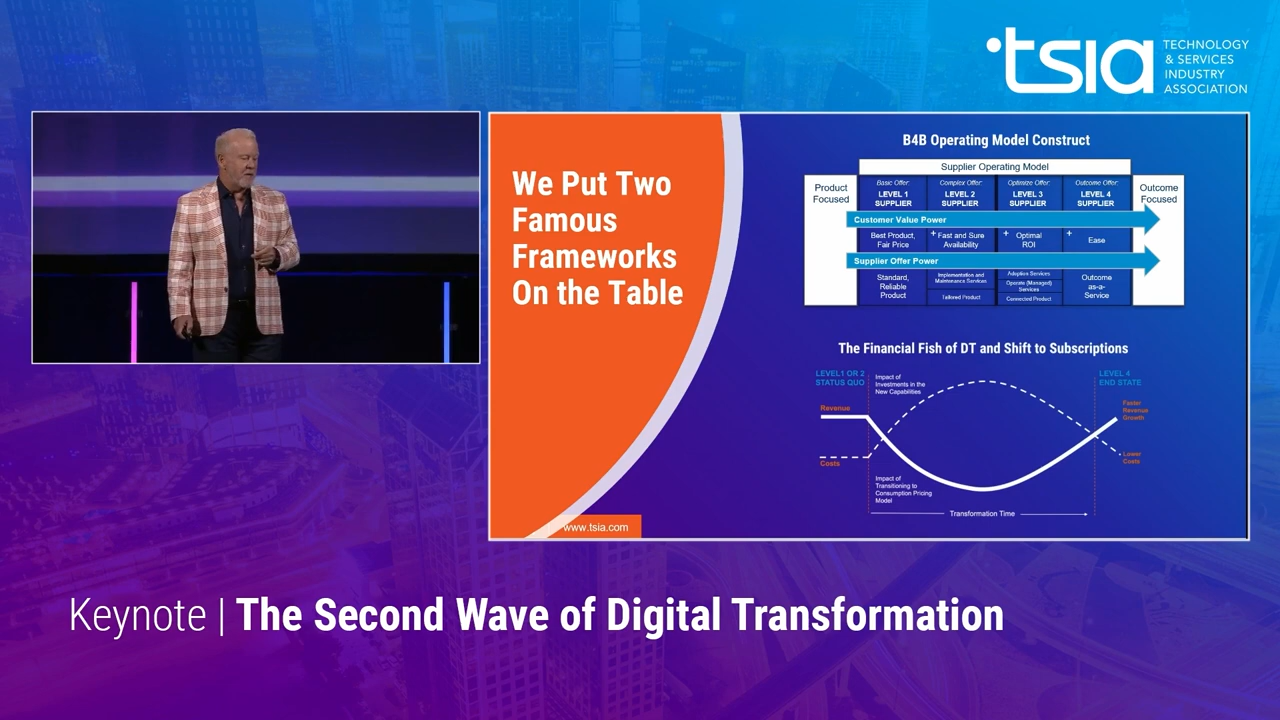 tsia
TECHNOLOGY
& SERVICES
INDUSTRY
ASSOCIATION
We Put Two
Famous
Frameworks
On the Table
www.tsia.com
B4B Operating Model Construct
Supplier Operating Model
Product
Focused
Basic Offer:
LEVEL 1
SUPPLIER
Complex Offer:
LEVEL 2
SUPPLIER
Optimize Offer:
LEVEL 3
SUPPLIER
Outcome Offer:
LEVEL 4
SUPPLIER
Outcome
Focused
Customer Value Power
Best Product,
Fair Price
+ Fast and Sure
Availability
+ Optimal
ROI
+ Ease
Supplier Offer Power
Standard,
Reliable
Product
Implementation and
Maintenance Services
Tailored Product
Adoption Services
Operate (Managed)
Services
Connected Product
Outcome
as-a-
Service
The Financial Fish of DT and Shift to Subscriptions
LEVEL1 OR 2
STATUS QUO
Impact of
Investments in the
New Capabilities
LEVEL 4
END STATE
Revenue
Faster
Revenue
Growth
Costs
Lower
Costs
Impact of
Transitioning to
Consumption Pricing
Model
Transformation Time
Keynote | The Second Wave of Digital Transformation